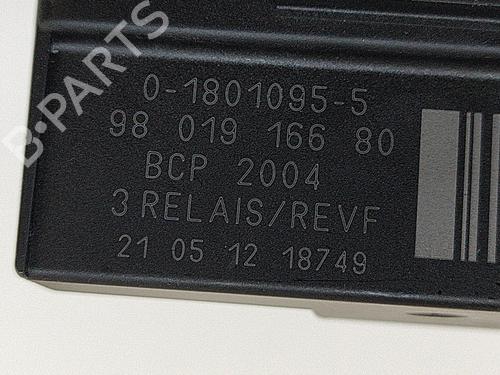 0-1801095-5
98 019 166 80
BCP 2004
3 RELAIS/REVF
21 05 12 18749
B-PARTS